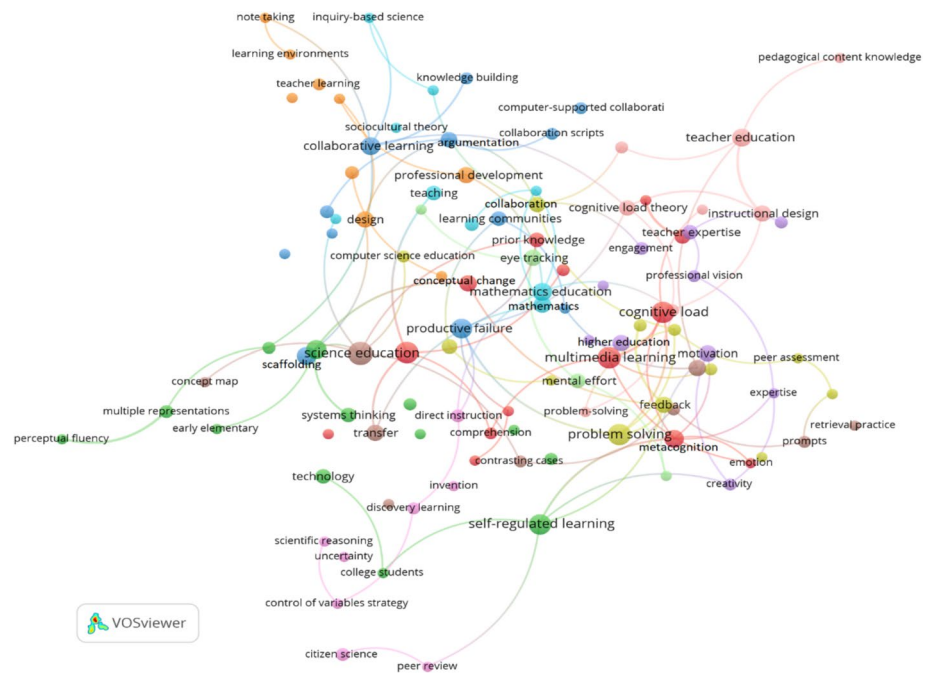 note taking
inquiry-based science
learning environments
pedagogical content knowledge
teacher learning
knowledge building
computer-supported collaborati
sociocultural theory
collaboration scripts
teacher education
collaborative learning
argumentation
professional development
teaching
collaboration
cognitive load theory
instructional design
design
learning communities
teacher expertise
prior knowledge
engagement
computer science education
eye tracking
professional vision
conceptual change
mathematics education
mathematics
cognitive load
productive failure
higher education
science education
multimedia learning
motivation
peer assessment
scaffolding
concept map
mental effort
expertise
multiple representations
systems thinking
direct instruction
problem-solving
feedback
early elementary
retrieval practice
perceptual fluency
transfer
comprehension
problem solving
prompts
metacognition
contrasting cases
emotion
technology
invention
creativity
discovery learning
self-regulated learning
scientific reasoning
uncertainty
college students
control of variables strategy
VOSviewer
citizen science
peer review